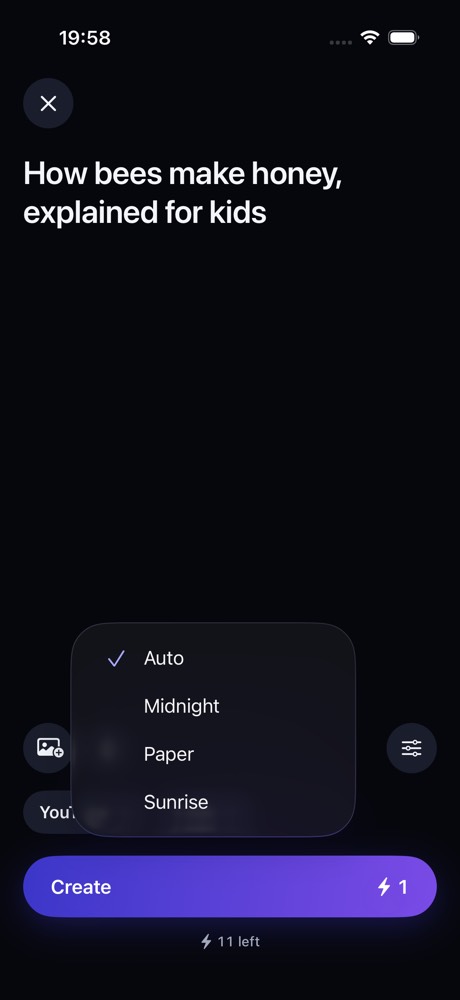 19:58
How bees make honey,
explained for kids
Auto
Midnight
Paper
Sunrise
Create
1
11 left